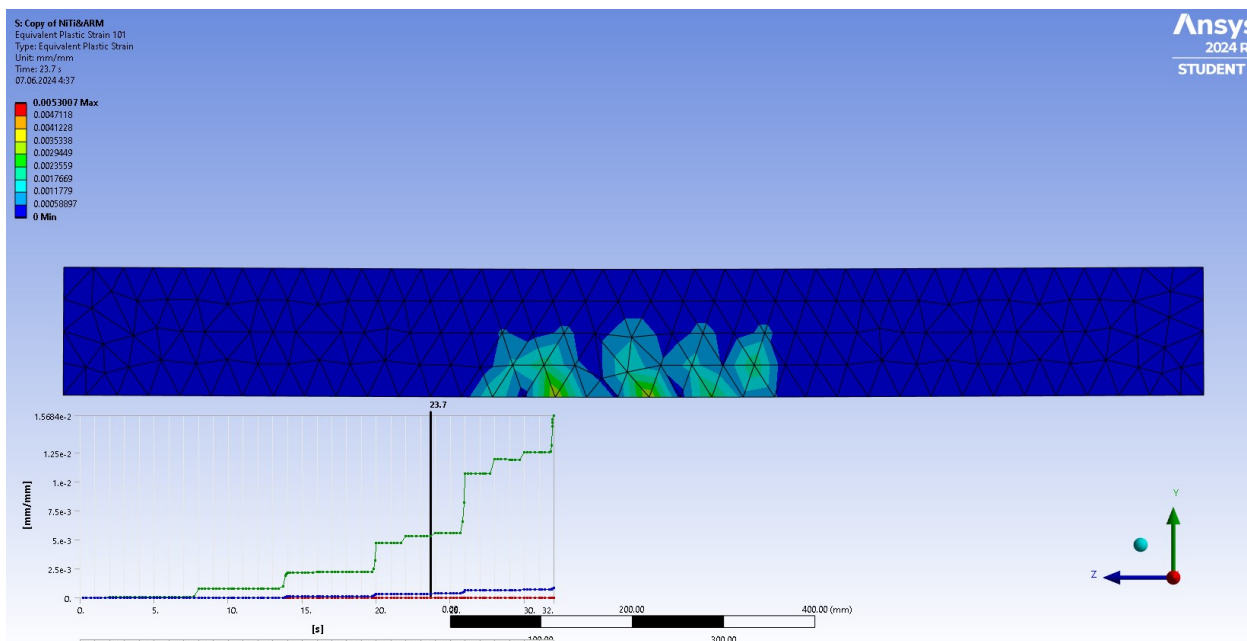 S: Copy of NiTi&ARM
Equivalent Plastic Strain 101
Type: Equivalent Plastic Strain
Unit: mm/mm
Time: 23.7 s
07.06.2024 4:37
Ansys
2024 R
STUDENT
0.0053007 Max
0.0047118
0.0041228
0.0035338
0.0029449
0.0023559
0.0017669
0.0011779
0.00058897
0 Min
23.7
1.5684e-2
1.25e-2
1.e-2
7.5e-3
5.e-3
2.5e-3
0.
[mm/mm]
0. 5. 10. 15. 20. 30. 32.
[s]
0.00 200.00 400.00 (mm)
100.00 300.00
Y
Z